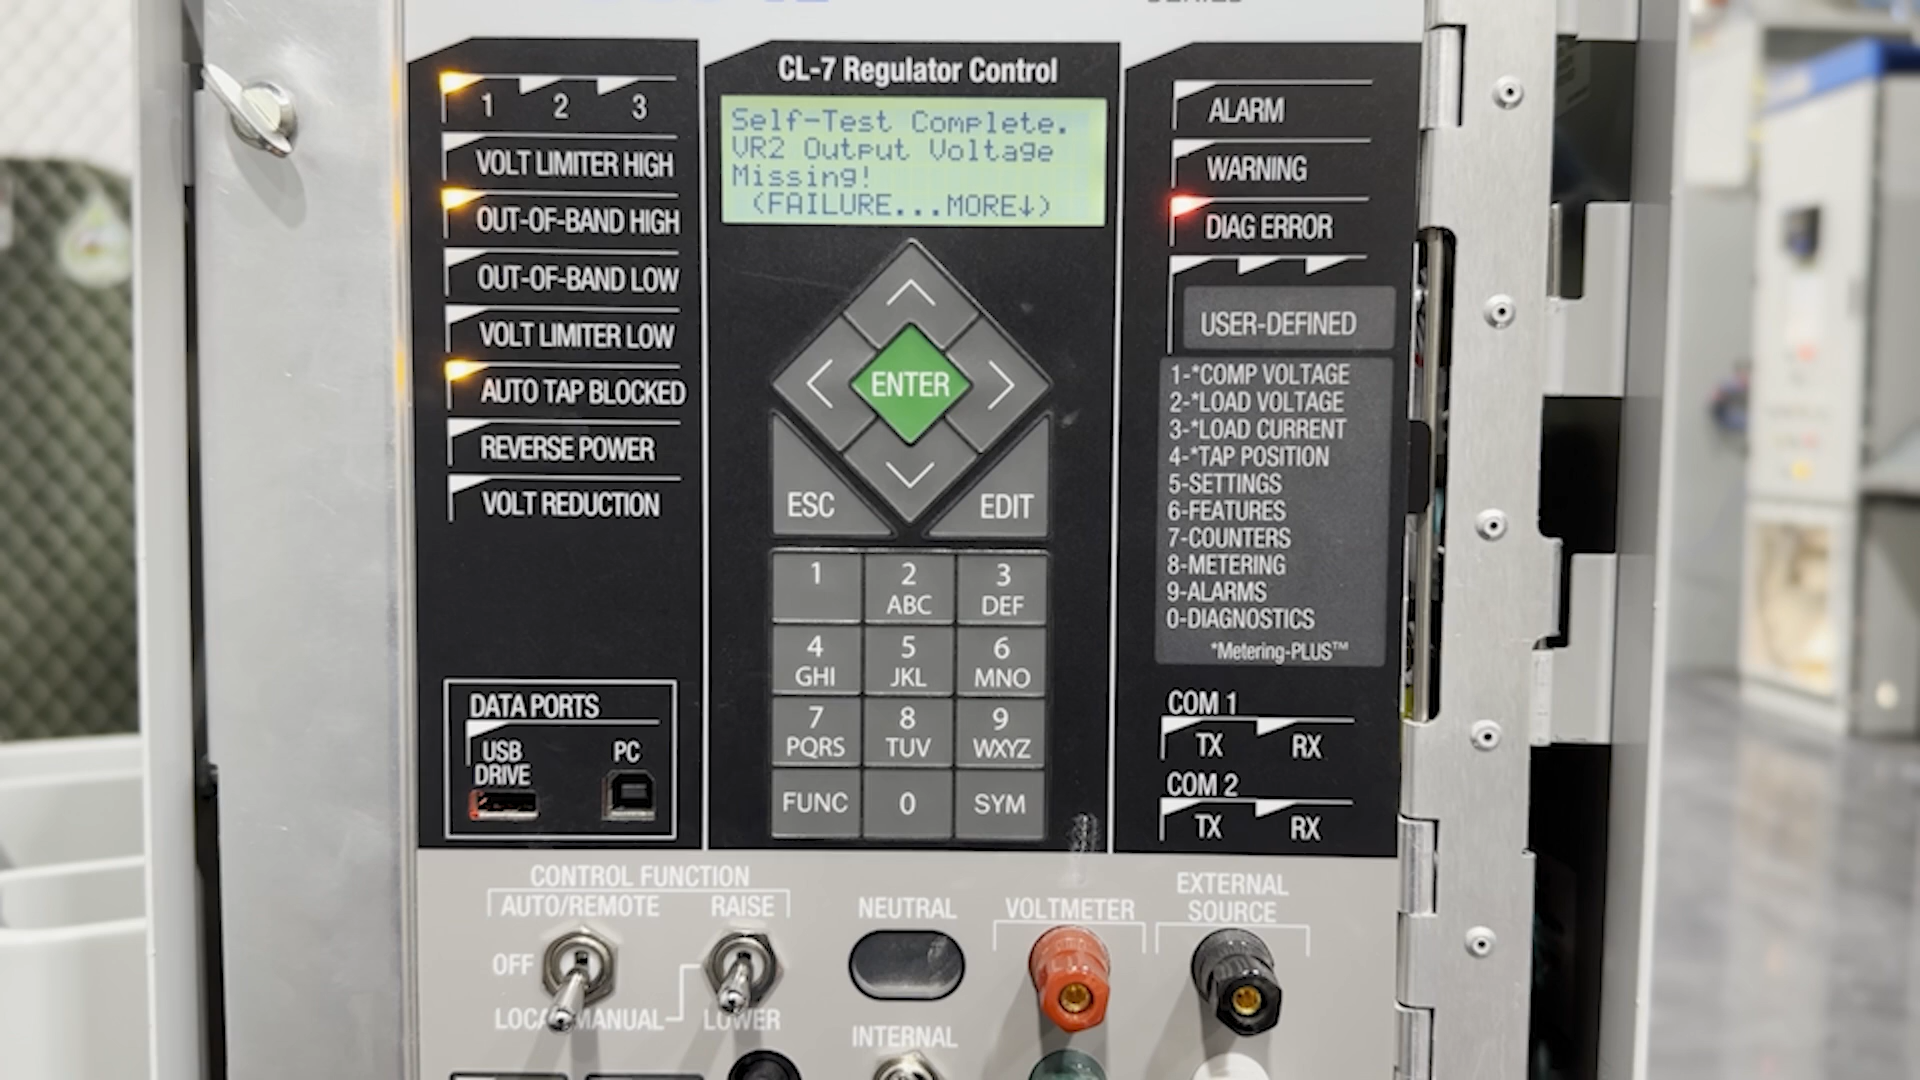 CL-7 Regulator Control
1 2 3
VOLT LIMITER HIGH
OUT-OF-BAND HIGH
OUT-OF-BAND LOW
VOLT LIMITER LOW
AUTO TAP BLOCKED
REVERSE POWER
VOLT REDUCTION
DATA PORTS
USB DRIVE
PC
Self-Test Complete.
VR2 Output Voltage
Missing!
(FAILURE...MORE↓)
ENTER
ESC
EDIT
1
2 ABC
3 DEF
4 GHI
5 JKL
6 MNO
7 PQRS
8 TUV
9 WXYZ
FUNC
0
SYM
ALARM
WARNING
DIAG ERROR
USER-DEFINED
1-*COMP VOLTAGE
2-*LOAD VOLTAGE
3-*LOAD CURRENT
4-*TAP POSITION
5-SETTINGS
6-FEATURES
7-COUNTERS
8-METERING
9-ALARMS
0-DIAGNOSTICS
*Metering-PLUS™
COM 1
TX RX
COM 2
TX RX
CONTROL FUNCTION
AUTO/REMOTE
RAISE
OFF
MANUAL
LOWER
NEUTRAL
INTERNAL
VOLTMETER
EXTERNAL
SOURCE